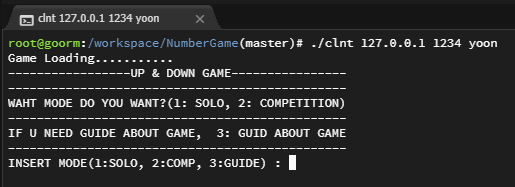 clnt 127.0.0.1 1234 yoon
root@goorm:/workspace/NumberGame(master)# ./clnt 127.0.0.1 1234 yoon
Game Loading...........
-----------------UP & DOWN GAME----------------
-----------------------------------------------
WAHT MODE DO YOU WANT?(1: SOLO, 2: COMPETITION)
-----------------------------------------------
IF U NEED GUIDE ABOUT GAME,  3: GUID ABOUT GAME
-----------------------------------------------
INSERT MODE(1:SOLO, 2:COMP, 3:GUIDE) :